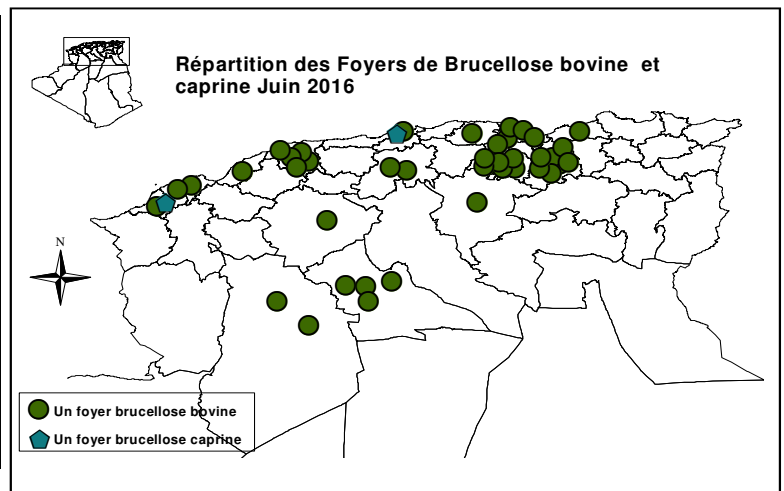 Répartition des Foyers de Brucellose bovine et
caprine Juin 2016
N
Un foyer brucellose bovine
Un foyer brucellose caprine